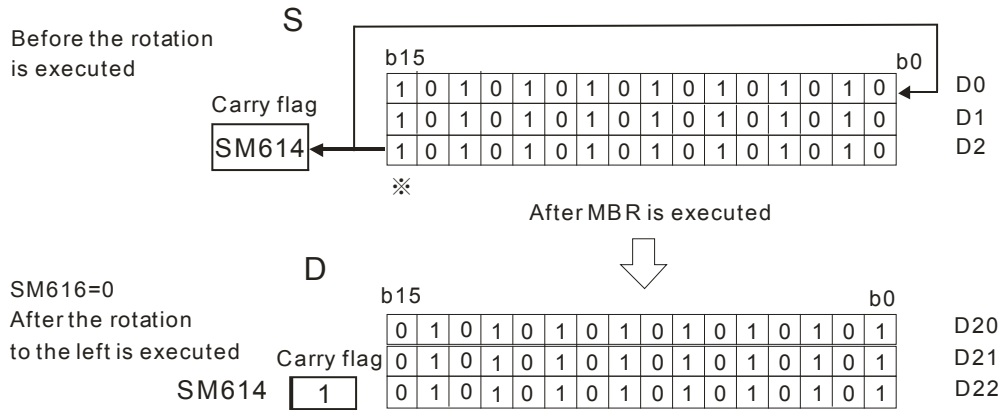 S
Before the rotation
is executed
b15
b0
1 0 1 0 1 0 1 0 1 0 1 0 1 0 1 0 D0
Carry flag
1 0 1 0 1 0 1 0 1 0 1 0 1 0 1 0 D1
SM614 1 0 1 0 1 0 1 0 1 0 1 0 1 0 1 0 D2
※
After MBR is executed
D
SM616=0
b15 b0
After the rotation
0 1 0 1 0 1 0 1 0 1 0 1 0 1 0 1 D20
to the left is executed
Carry flag 0 1 0 1 0 1 0 1 0 1 0 1 0 1 0 1 D21
SM614 1 0 1 0 1 0 1 0 1 0 1 0 1 0 1 0 1 D22